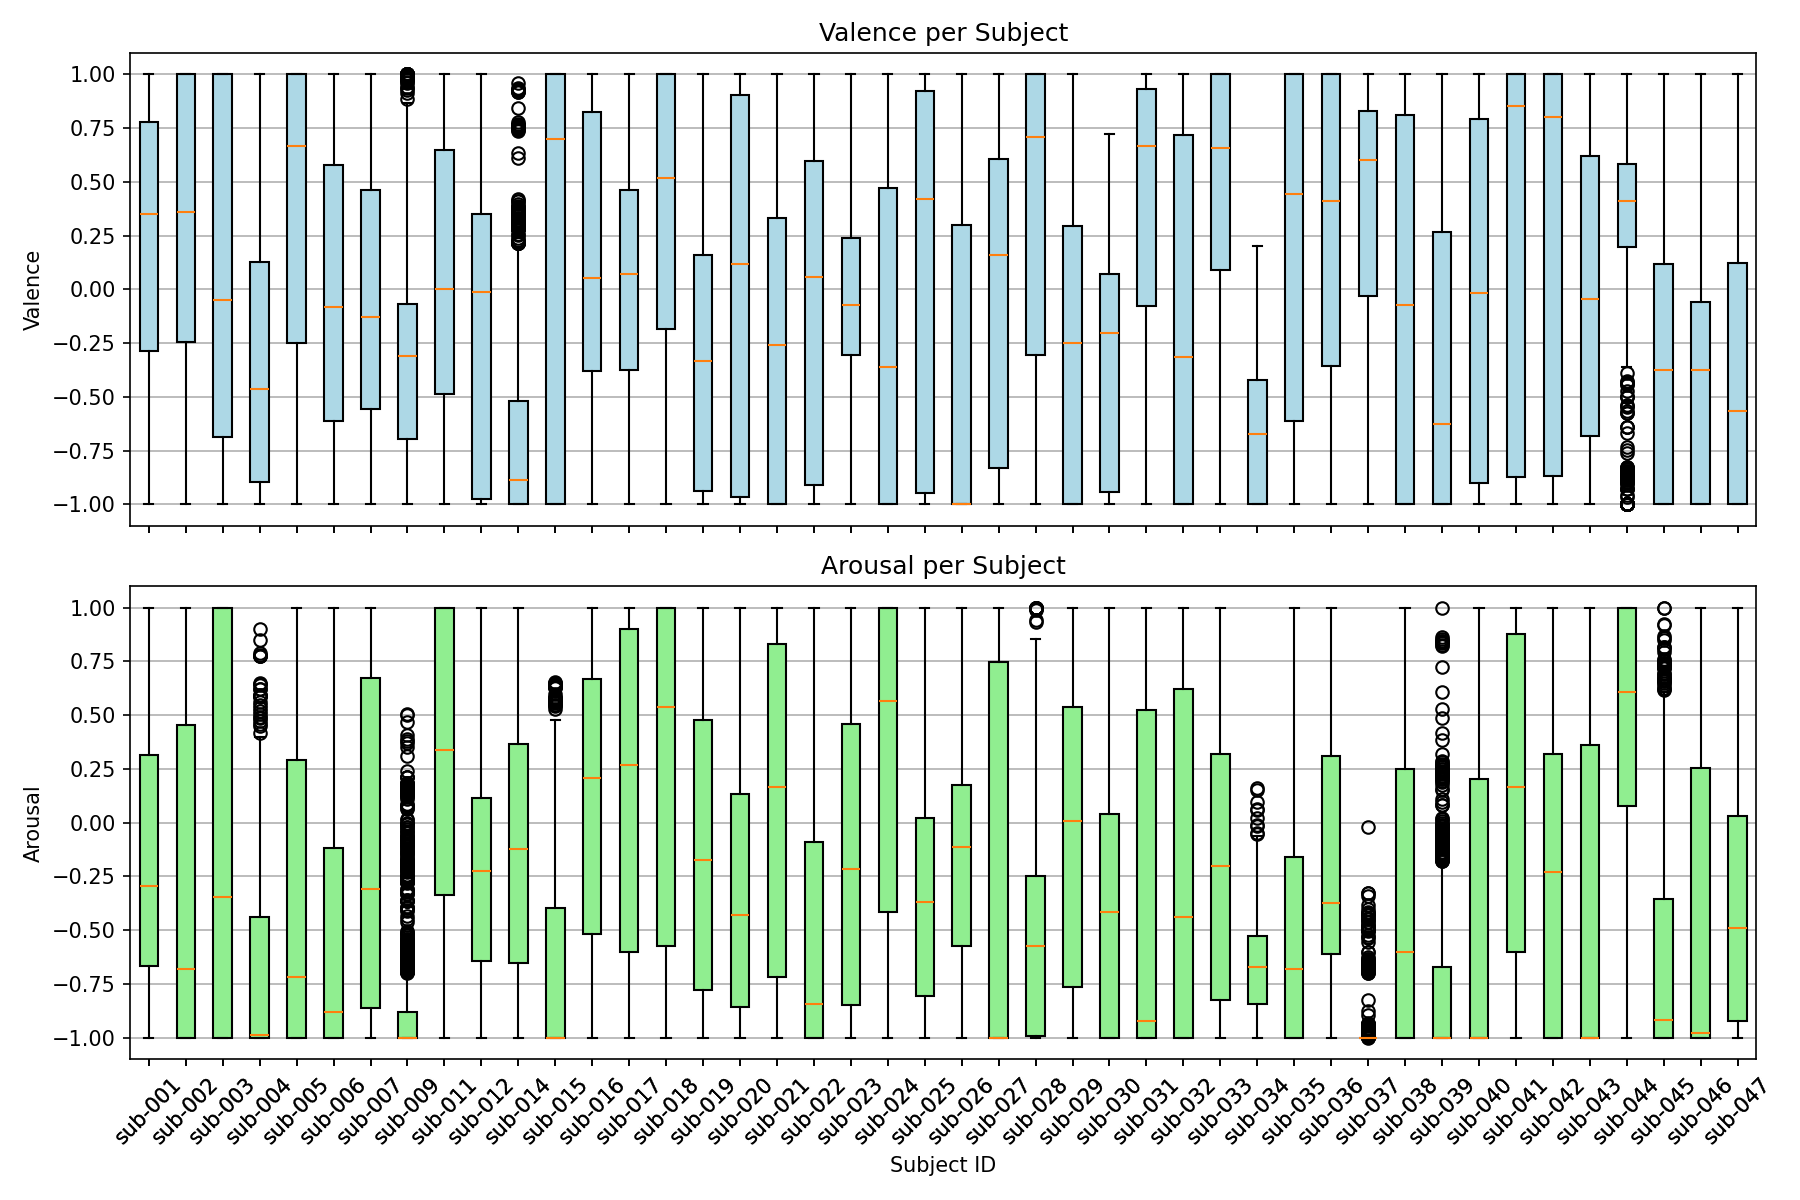 Valence per Subject
1.00
0.75
0.50
0.25
0.00
−0.25
−0.50
−0.75
−1.00
Valence
Arousal per Subject
1.00
0.75
0.50
0.25
0.00
−0.25
−0.50
−0.75
−1.00
Arousal
sub-001
sub-002
sub-003
sub-004
sub-005
sub-006
sub-007
sub-009
sub-011
sub-012
sub-014
sub-015
sub-016
sub-017
sub-018
sub-019
sub-020
sub-021
sub-022
sub-023
sub-024
sub-025
sub-026
sub-027
sub-028
sub-029
sub-030
sub-031
sub-032
sub-033
sub-034
sub-035
sub-036
sub-037
sub-038
sub-039
sub-040
sub-041
sub-042
sub-043
sub-044
sub-045
sub-046
sub-047
Subject ID